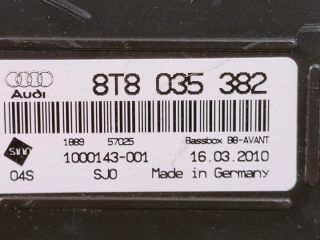 Audi
8T8 035 382
1889 57025 Bassbox B8-AVANT
1000143-001 16.03.2010
04S SJ0 Made in Germany